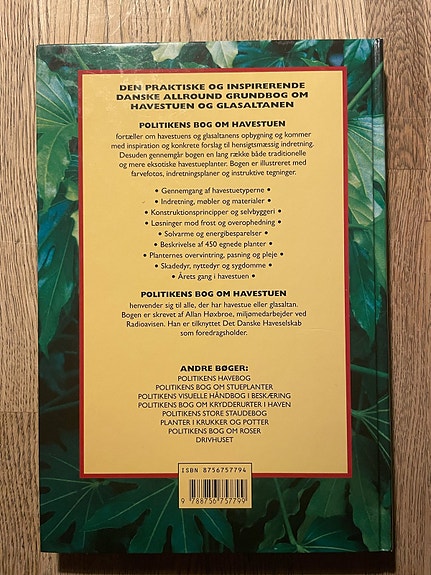 DEN PRAKTISKE OG INSPIRERENDE
DANSKE ALLROUND GRUNDBOG OM
HAVESTUEN OG GLASALTANEN
POLITIKENS BOG OM HAVESTUEN
fortæller om havestuens og glasaltanens opbygning og kommer
med inspiration og konkrete forslag til hensigtsmæssig indretning.
Desuden gennemgår bogen en lang række både traditionelle
og mere eksotiske havestueplanter. Bogen er illustreret med
farvefotos, indretningsplaner og instruktive tegninger.
• Gennemgang af havestuetyperne •
• Indretning, møbler og materialer •
• Konstruktionsprincipper og selvbyggeri •
• Løsninger mod frost og overophedning •
• Solvarme og energibesparelser •
• Beskrivelse af 450 egnede planter •
• Planternes overvintring, pasning og pleje •
• Skadedyr, nyttedyr og sygdomme •
• Årets gang i havestuen •
POLITIKENS BOG OM HAVESTUEN
henvender sig til alle, der har havestue eller glasaltan.
Bogen er skrevet af Allan Høxbroe, miljømedarbejder ved
Radioavisen. Han er tilknyttet Det Danske Haveselskab
som foredragsholder.
ANDRE BØGER:
POLITIKENS HAVEBOG
POLITIKENS BOG OM STUEPLANTER
POLITIKENS VISUELLE HÅNDBOG I BESKÆRING
POLITIKENS BOG OM KRYDDERURTER I HAVEN
POLITIKENS STORE STAUDEBOG
PLANTER I KRUKKER OG POTTER
POLITIKENS BOG OM ROSER
DRIVHUSET
ISBN 8756757794
9 788756 757799